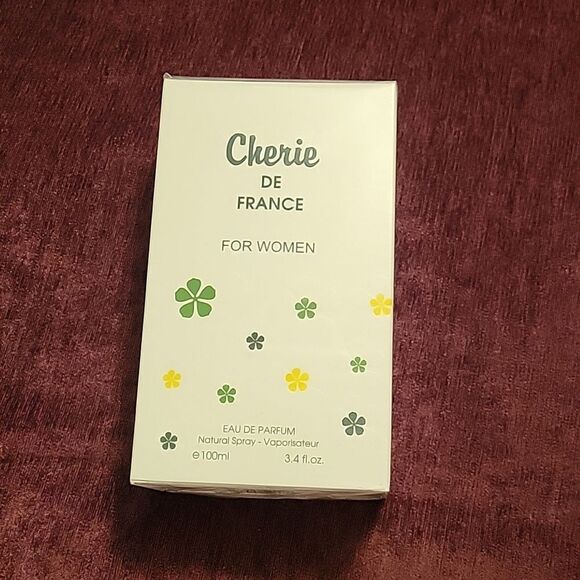 Cherie
DE
FRANCE
FOR WOMEN
EAU DE PARFUM
Natural Spray - Vaporisateur
℮ 100ml 3.4 fl.oz.